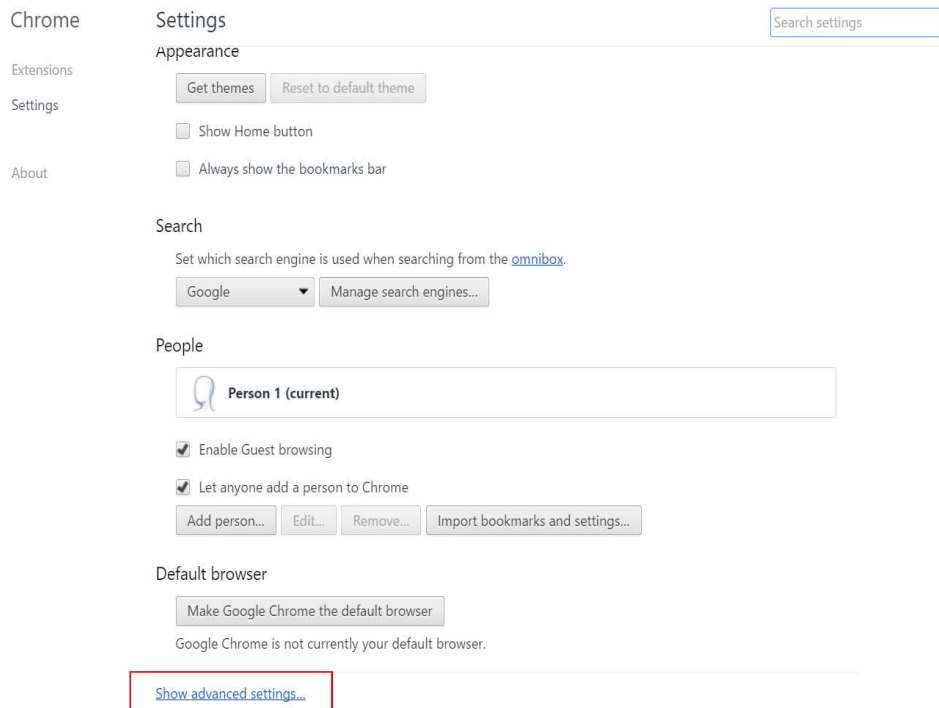 Chrome
Settings
Search settings
Extensions
Settings
About
Appearance
Get themes
Reset to default theme
Show Home button
Always show the bookmarks bar
Search
Set which search engine is used when searching from the omnibox.
Google
Manage search engines...
People
Person 1 (current)
Enable Guest browsing
Let anyone add a person to Chrome
Add person...
Edit...
Remove...
Import bookmarks and settings...
Default browser
Make Google Chrome the default browser
Google Chrome is not currently your default browser.
Show advanced settings...